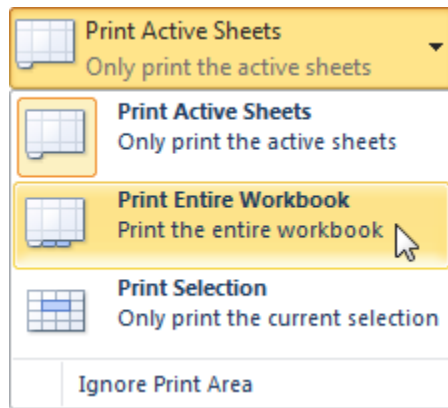 Print Active Sheets
Only print the active sheets
Print Active Sheets
Only print the active sheets
Print Entire Workbook
Print the entire workbook
Print Selection
Only print the current selection
Ignore Print Area